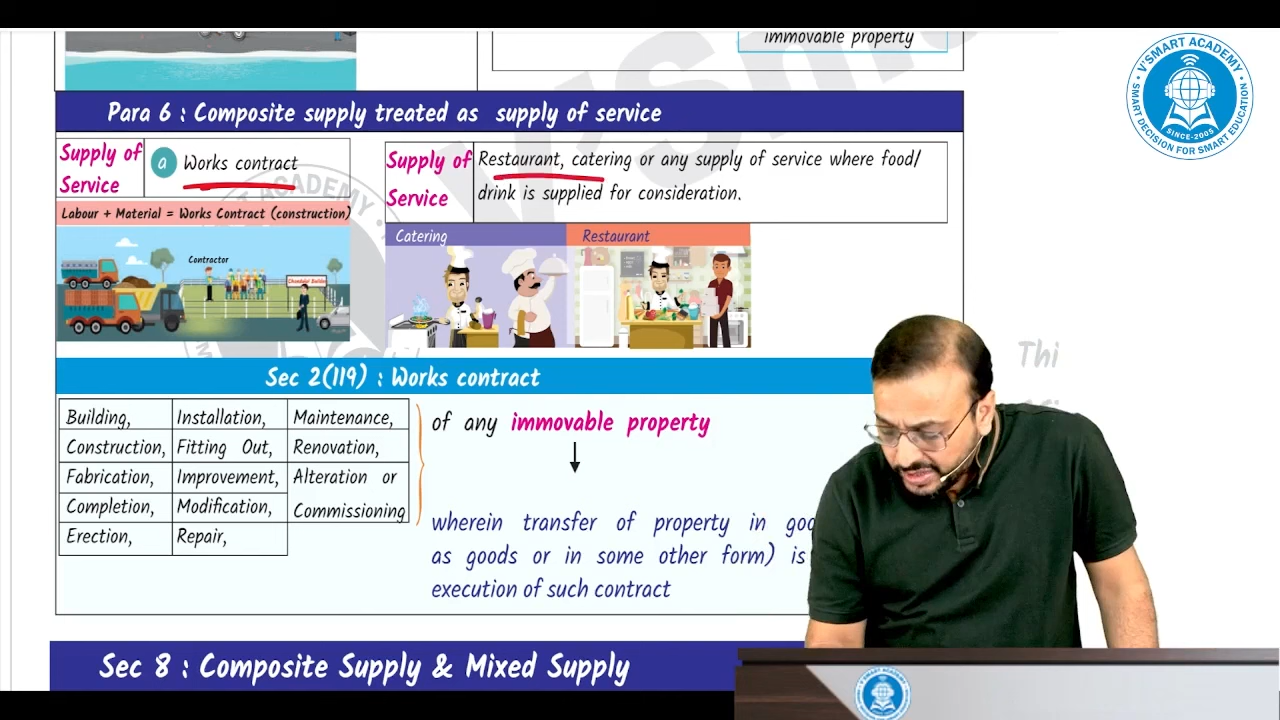 immovable property
V'SMART ACADEMY
SMART DECISION FOR SMART EDUCATION
SINCE-2005
Para 6 : Composite supply treated as supply of service
Supply of
Service
a Works contract
Labour + Material = Works Contract (construction)
Contractor
Supply of
Service
Restaurant, catering or any supply of service where food/
drink is supplied for consideration.
Catering
Restaurant
ACADEMY
Sec 2(119) : Works contract
Building, Installation, Maintenance,
Construction, Fitting Out, Renovation,
Fabrication, Improvement, Alteration or
Completion, Modification, Commissioning
Erection, Repair,
of any immovable property
wherein transfer of property in goo
as goods or in some other form) is
execution of such contract
Thi
Sec 8 : Composite Supply & Mixed Supply